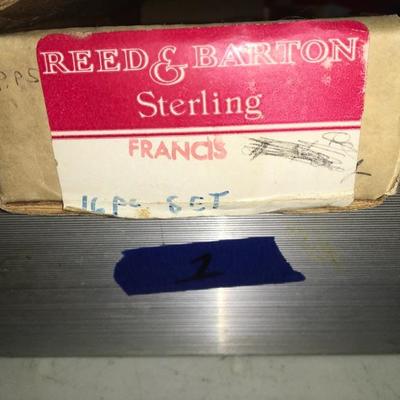 REED & BARTON
Sterling
FRANCIS
16 PC SET
1